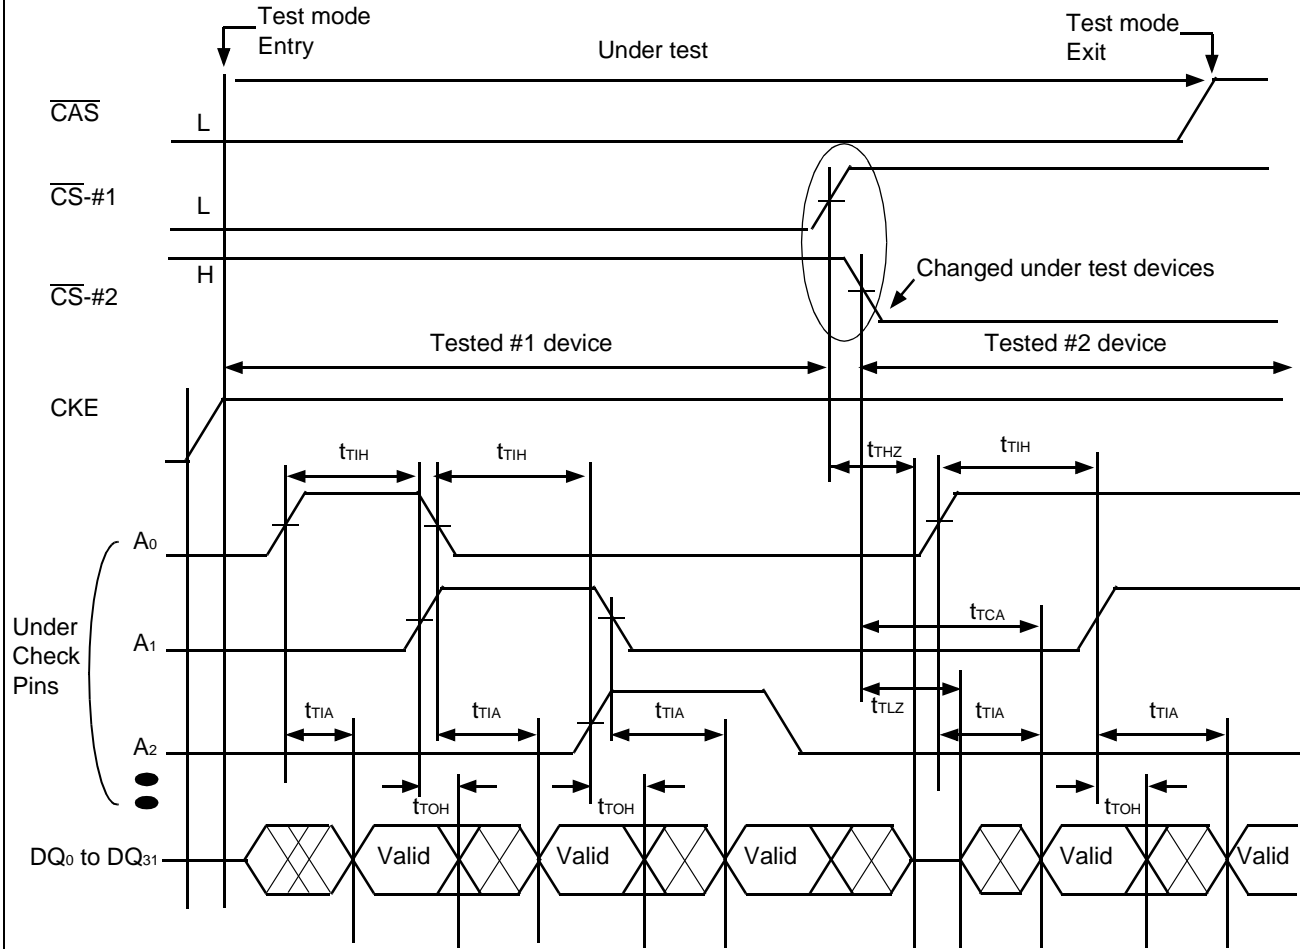 Test mode
Entry
Under test
Test mode
Exit
CAS
L
CS-#1
L
H
CS-#2
Changed under test devices
Tested #1 device
Tested #2 device
CKE
tTIH
tTIH
tTHZ
tTIH
A0
Under
Check
Pins
A1
tTCA
tTLZ
tTIA
tTIA
tTIA
tTIA
tTIA
A2
tTOH
tTOH
tTOH
DQ0 to DQ31
Valid
Valid
Valid
Valid
Valid